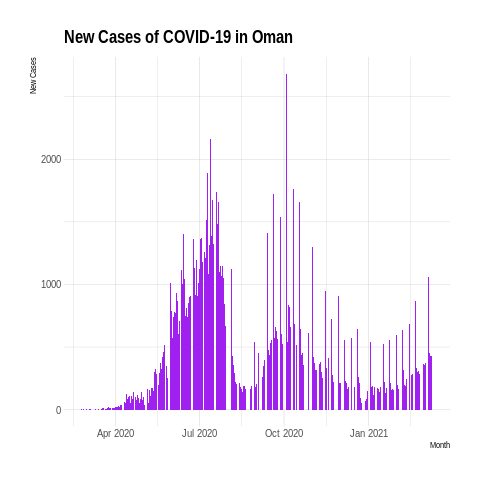 New Cases of COVID-19 in Oman
New Cases
2000
1000
0
Apr 2020
Jul 2020
Oct 2020
Jan 2021
Month